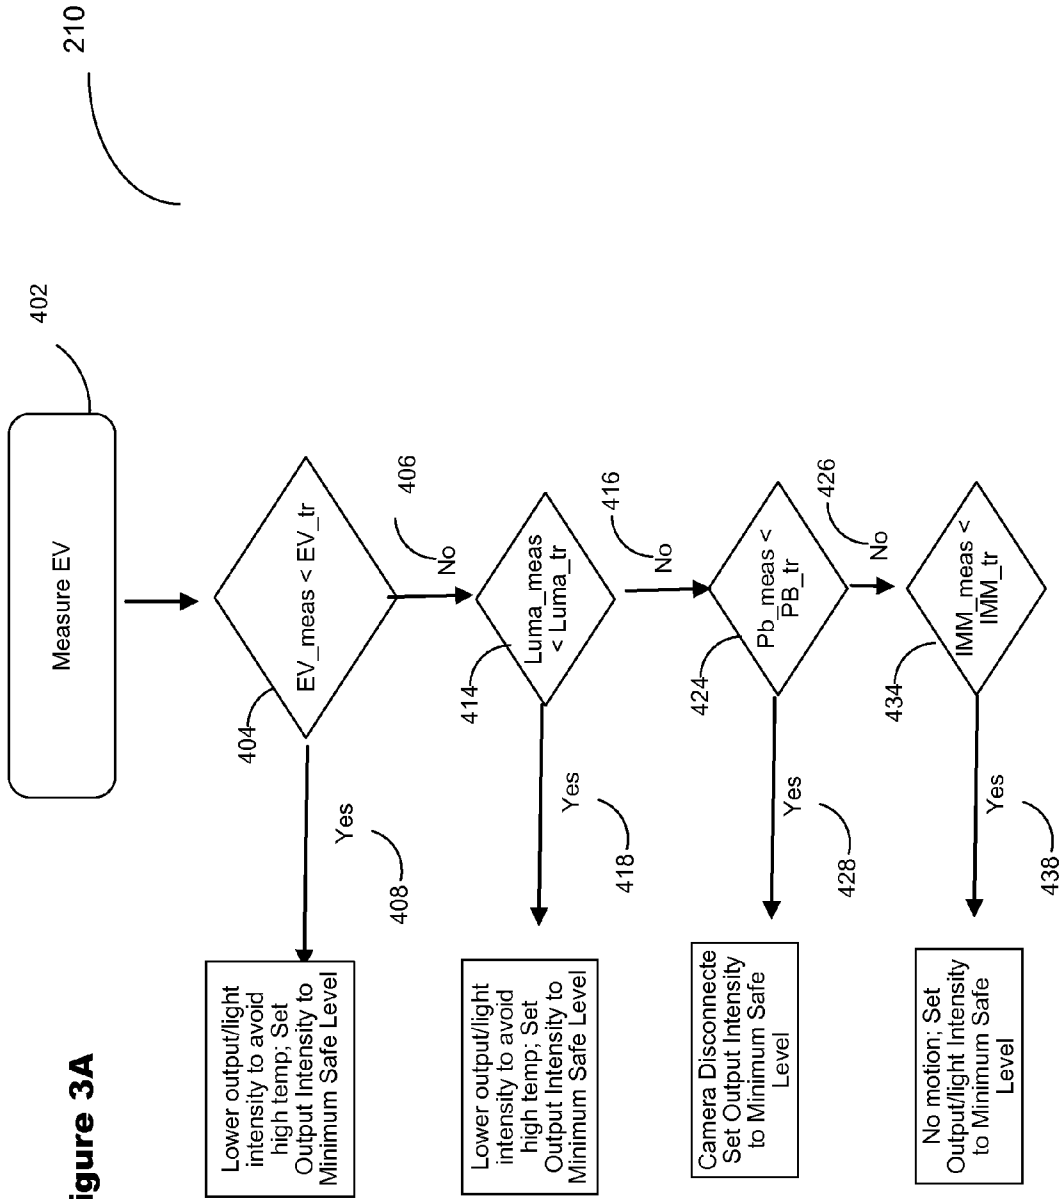 210
402
Measure EV
EV_meas < EV_tr
404
406
No
Yes
408
Lower output/light
intensity to avoid
high temp; Set
Output Intensity to
Minimum Safe Level
Luma_meas
< Luma_tr
414
416
No
Yes
418
Lower output/light
intensity to avoid
high temp; Set
Output Intensity to
Minimum Safe Level
Pb_meas <
PB_tr
424
426
No
Yes
428
Camera Disconnecte
Set Output Intensity
to Minimum Safe
Level
IMM_meas <
IMM_tr
434
Yes
438
No motion; Set
Output/light Intensity
to Minimum Safe
Level
igure 3A